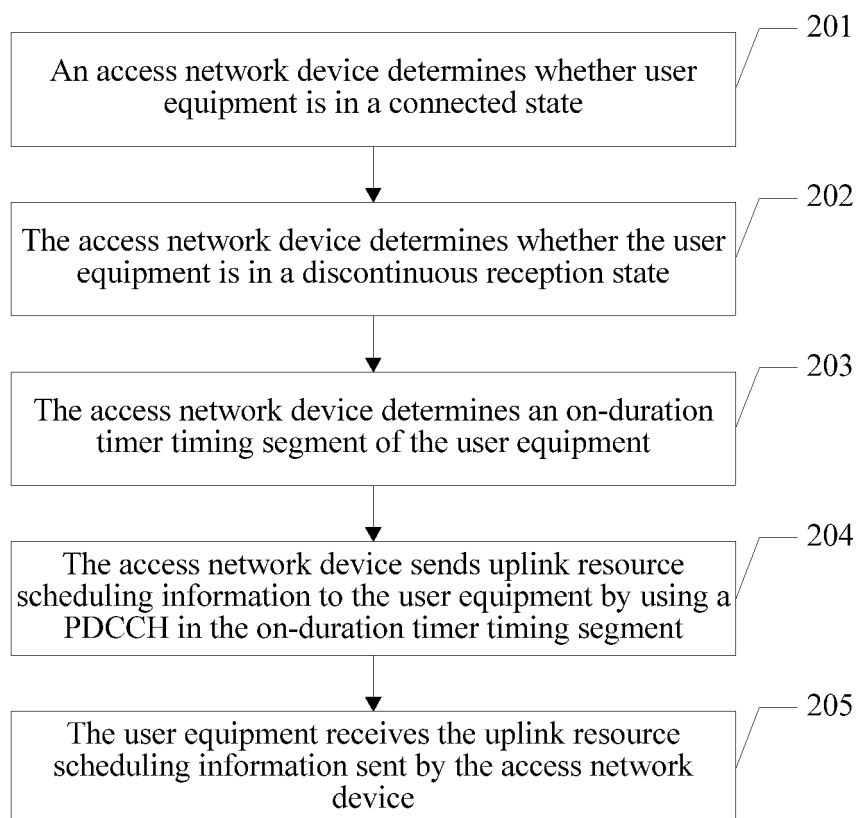 201
An access network device determines whether user
equipment is in a connected state
202
The access network device determines whether the user
equipment is in a discontinuous reception state
203
The access network device determines an on-duration
timer timing segment of the user equipment
204
The access network device sends uplink resource
scheduling information to the user equipment by using a
PDCCH in the on-duration timer timing segment
205
The user equipment receives the uplink resource
scheduling information sent by the access network
device